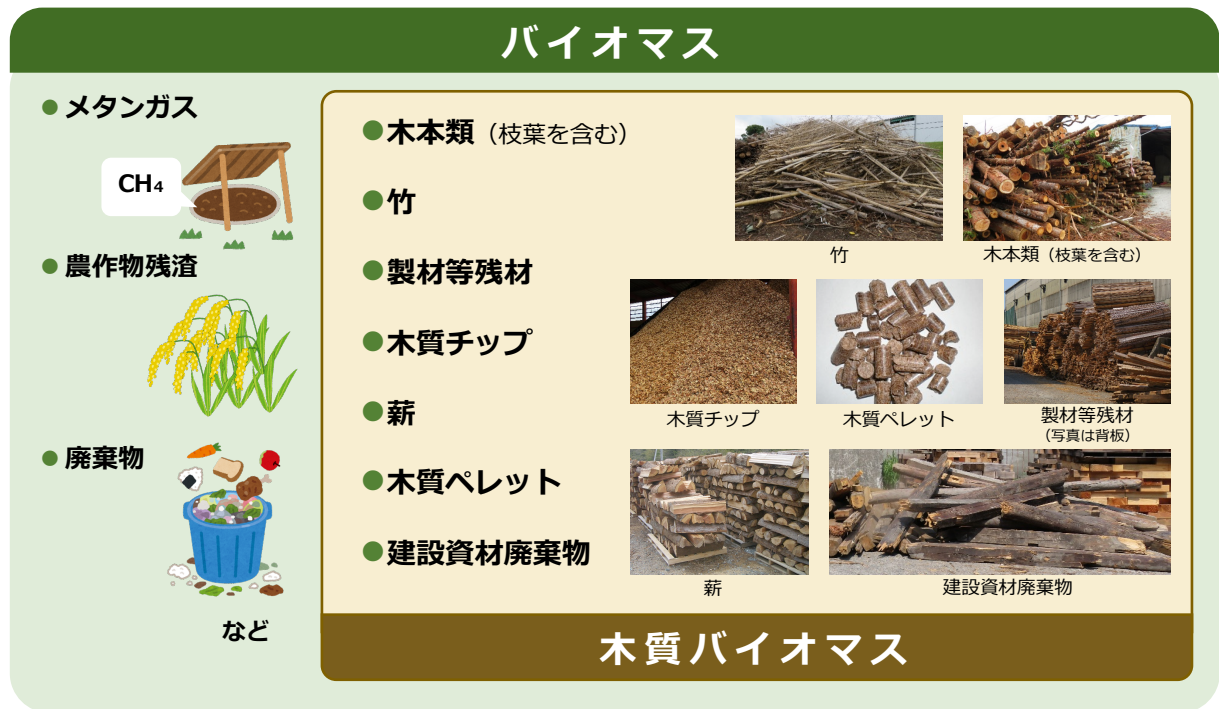 バイオマス
●メタンガス
CH₄
●農作物残渣
●廃棄物
など
●木本類（枝葉を含む）
●竹
●製材等残材
●木質チップ
●薪
●木質ペレット
●建設資材廃棄物
竹
木本類（枝葉を含む）
木質チップ
木質ペレット
製材等残材
（写真は背板）
薪
建設資材廃棄物
木質バイオマス